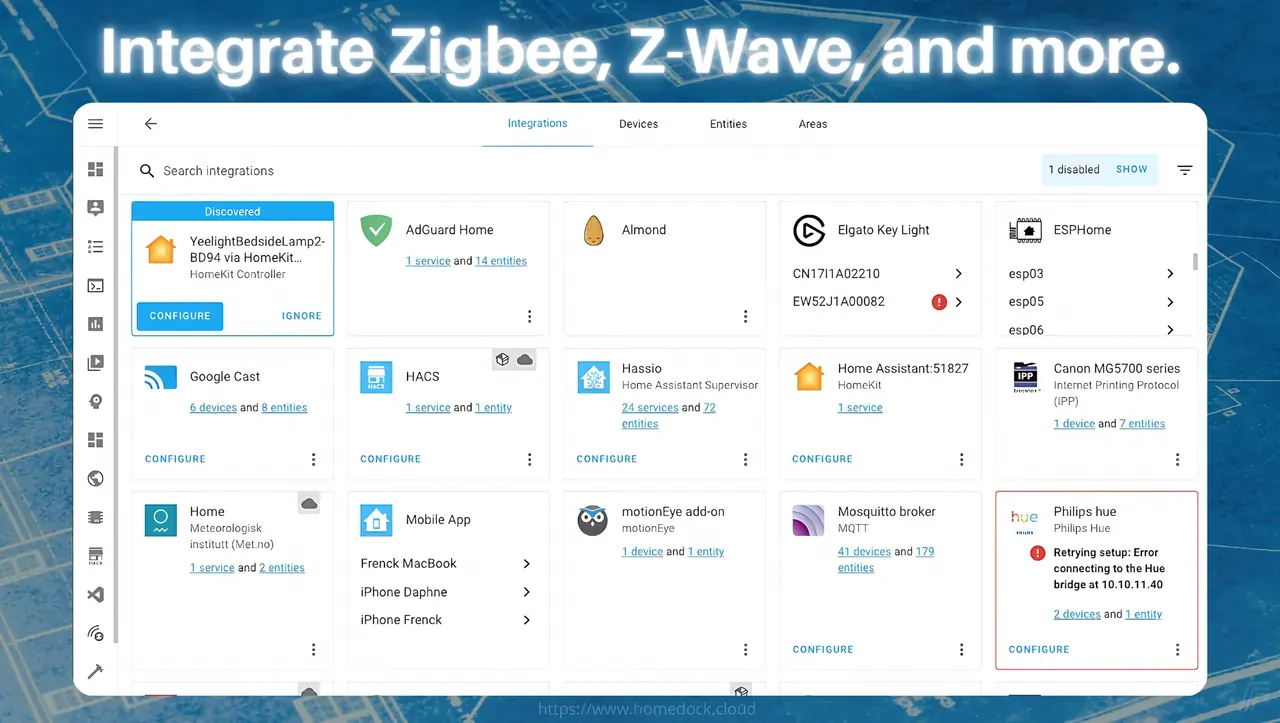 Integrate Zigbee, Z-Wave, and more.
Integrations
Devices
Entities
Areas
Search integrations
1 disabled
SHOW
Discovered
YeelightBedsideLamp2-
BD94 via HomeKit...
HomeKit Controller
CONFIGURE
IGNORE
AdGuard Home
1 service and 14 entities
Almond
Elgato Key Light
CN17I1A02210
EW52J1A00082
ESPHome
esp03
esp05
esp06
Google Cast
6 devices and 8 entities
CONFIGURE
HACS
HACS
1 service and 1 entity
CONFIGURE
Hassio
Home Assistant Supervisor
24 services and 72
entities
CONFIGURE
Home Assistant:51827
HomeKit
1 service
CONFIGURE
IPP
Canon MG5700 series
Internet Printing Protocol
(IPP)
1 device and 7 entities
Home
Meteorologisk
institutt (Met.no)
1 service and 2 entities
Mobile App
Frenck MacBook
iPhone Daphne
iPhone Frenck
motionEye add-on
motionEye
1 device and 1 entity
Mosquitto broker
MQTT
41 devices and 179
entities
CONFIGURE
hue
PHILIPS
Philips hue
Philips Hue
Retrying setup: Error
connecting to the Hue
bridge at 10.10.11.40
2 devices and 1 entity
CONFIGURE
HACS
https://www.homedock.cloud